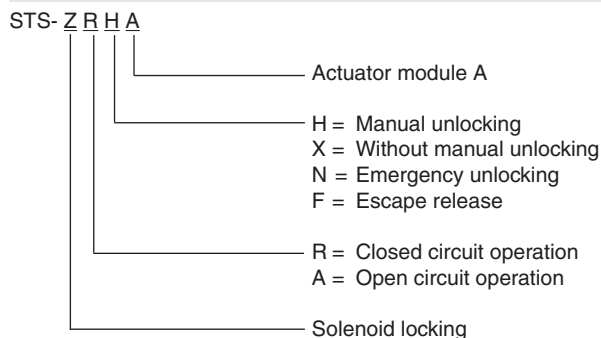 STS- Z R H A
Actuator module A
H = Manual unlocking
X = Without manual unlocking
N = Emergency unlocking
F = Escape release
R = Closed circuit operation
A = Open circuit operation
Solenoid locking